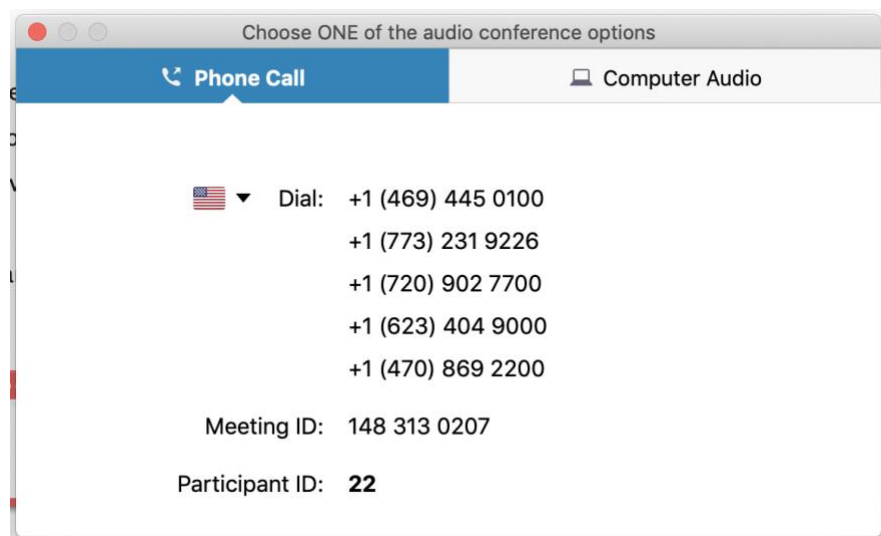 Choose ONE of the audio conference options
Phone Call
Computer Audio
Dial: +1 (469) 445 0100
+1 (773) 231 9226
+1 (720) 902 7700
+1 (623) 404 9000
+1 (470) 869 2200
Meeting ID: 148 313 0207
Participant ID: 22